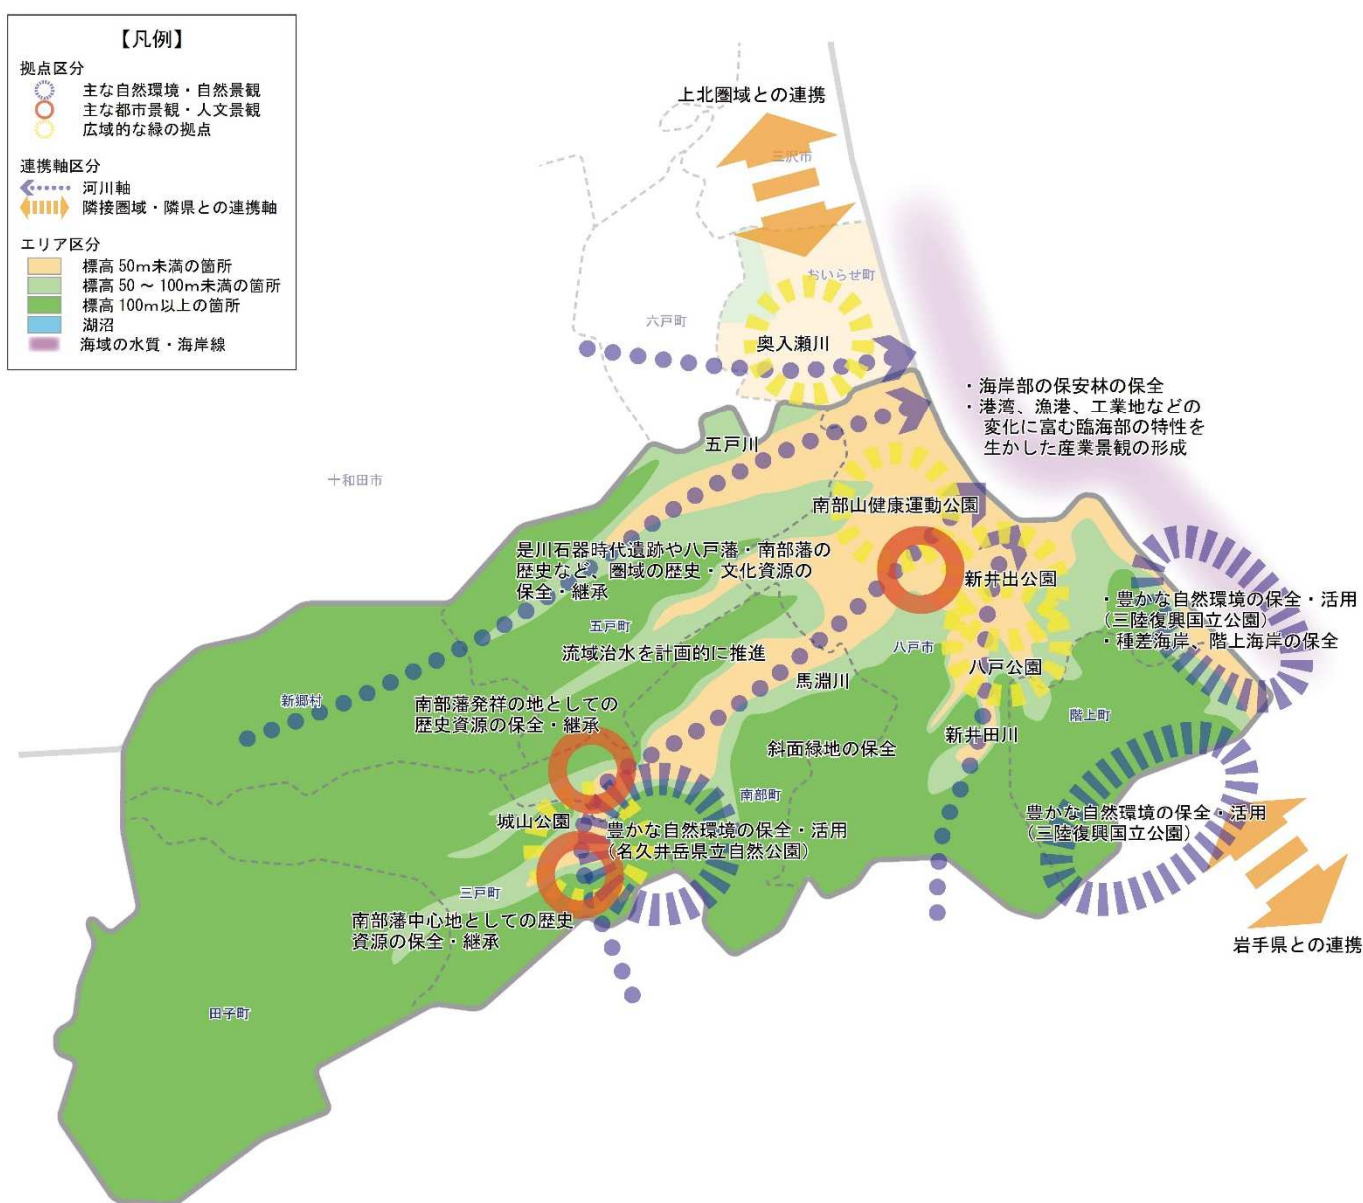 【凡例】
拠点区分
主な自然環境・自然景観
主な都市景観・人文景観
広域的な緑の拠点
連携軸区分
河川軸
隣接圏域・隣県との連携軸
エリア区分
標高50m未満の箇所
標高50～100m未満の箇所
標高100m以上の箇所
湖沼
海域の水質・海岸線
上北圏域との連携
三沢市
おいらせ町
六戸町
奥入瀬川
・海岸部の保安林の保全
・港湾、漁港、工業地などの
変化に富む臨海部の特性を
生かした産業景観の形成
五戸川
十和田市
南部山健康運動公園
是川石器時代遺跡や八戸藩・南部藩の
歴史など、圏域の歴史・文化資源の
保全・継承
新井出公園
・豊かな自然環境の保全・活用
（三陸復興国立公園）
・種差海岸、階上海岸の保全
五戸町
流域治水を計画的に推進
八戸市
八戸公園
馬淵川
新郷村
南部藩発祥の地としての
歴史資源の保全・継承
階上町
新井田川
斜面緑地の保全
南部町
城山公園
豊かな自然環境の保全・活用
（名久井岳県立自然公園）
豊かな自然環境の保全・活用
（三陸復興国立公園）
三戸町
南部藩中心地としての歴史
資源の保全・継承
岩手県との連携
田子町